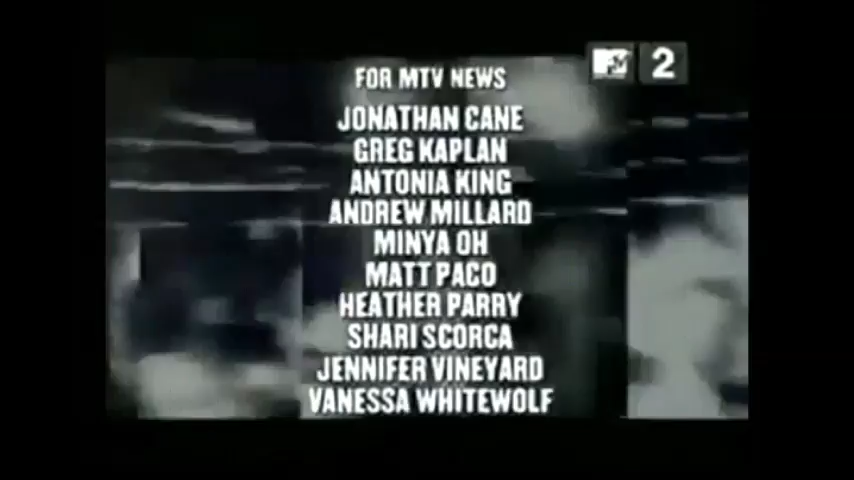 MTV 2
FOR MTV NEWS
JONATHAN CANE
GREG KAPLAN
ANTONIA KING
ANDREW MILLARD
MINYA OH
MATT PACO
HEATHER PARRY
SHARI SCORCA
JENNIFER VINEYARD
VANESSA WHITEWOLF